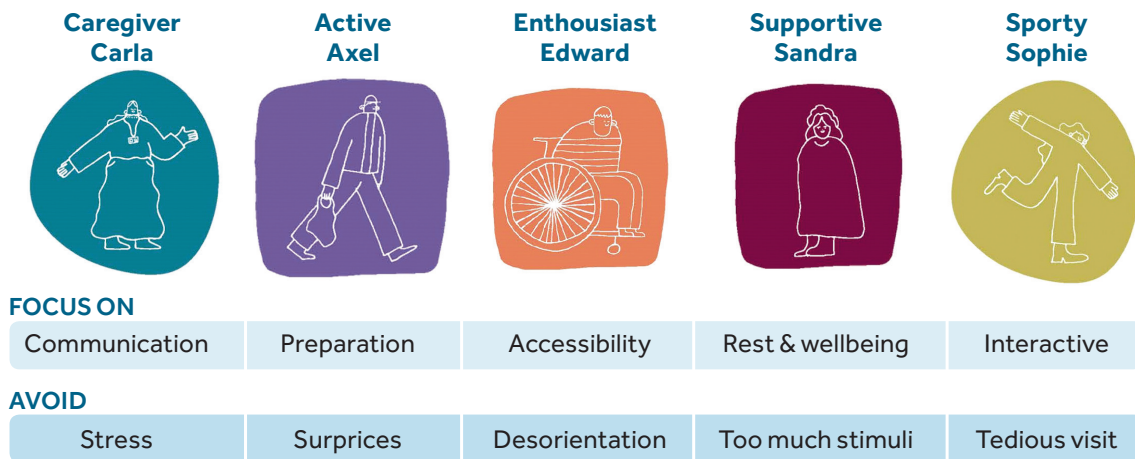 Caregiver
Carla
Active
Axel
Enthousiast
Edward
Supportive
Sandra
Sporty
Sophie
FOCUS ON
Communication
Preparation
Accessibility
Rest & wellbeing
Interactive
AVOID
Stress
Surprices
Desorientation
Too much stimuli
Tedious visit